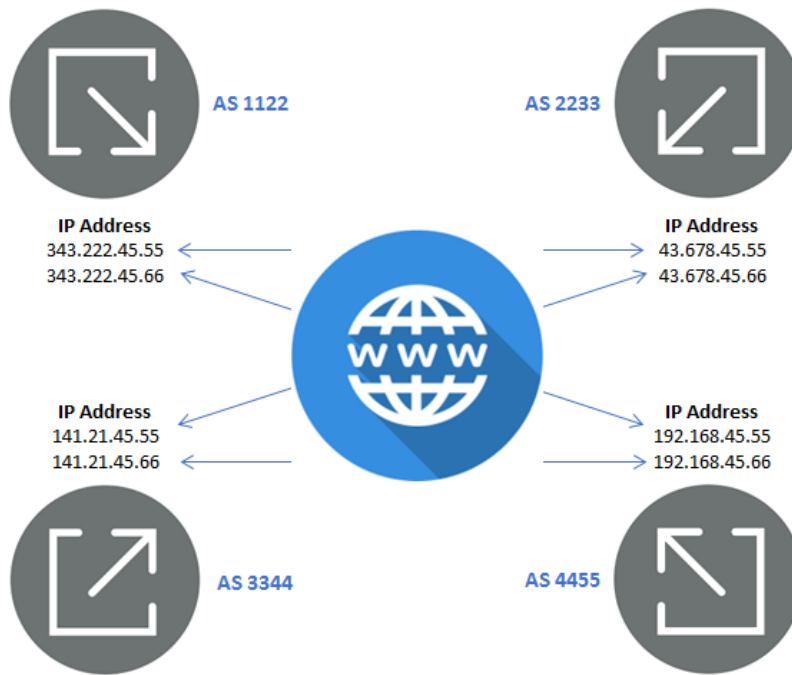 AS 1122
AS 2233
IP Address
343.222.45.55
343.222.45.66
IP Address
43.678.45.55
43.678.45.66
WWW
IP Address
141.21.45.55
141.21.45.66
IP Address
192.168.45.55
192.168.45.66
AS 3344
AS 4455